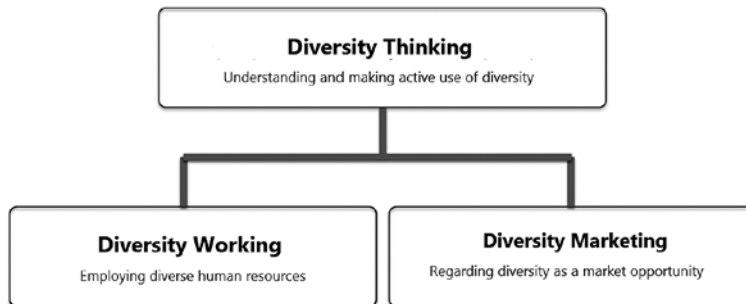 Diversity Thinking
Understanding and making active use of diversity
Diversity Working
Employing diverse human resources
Diversity Marketing
Regarding diversity as a market opportunity